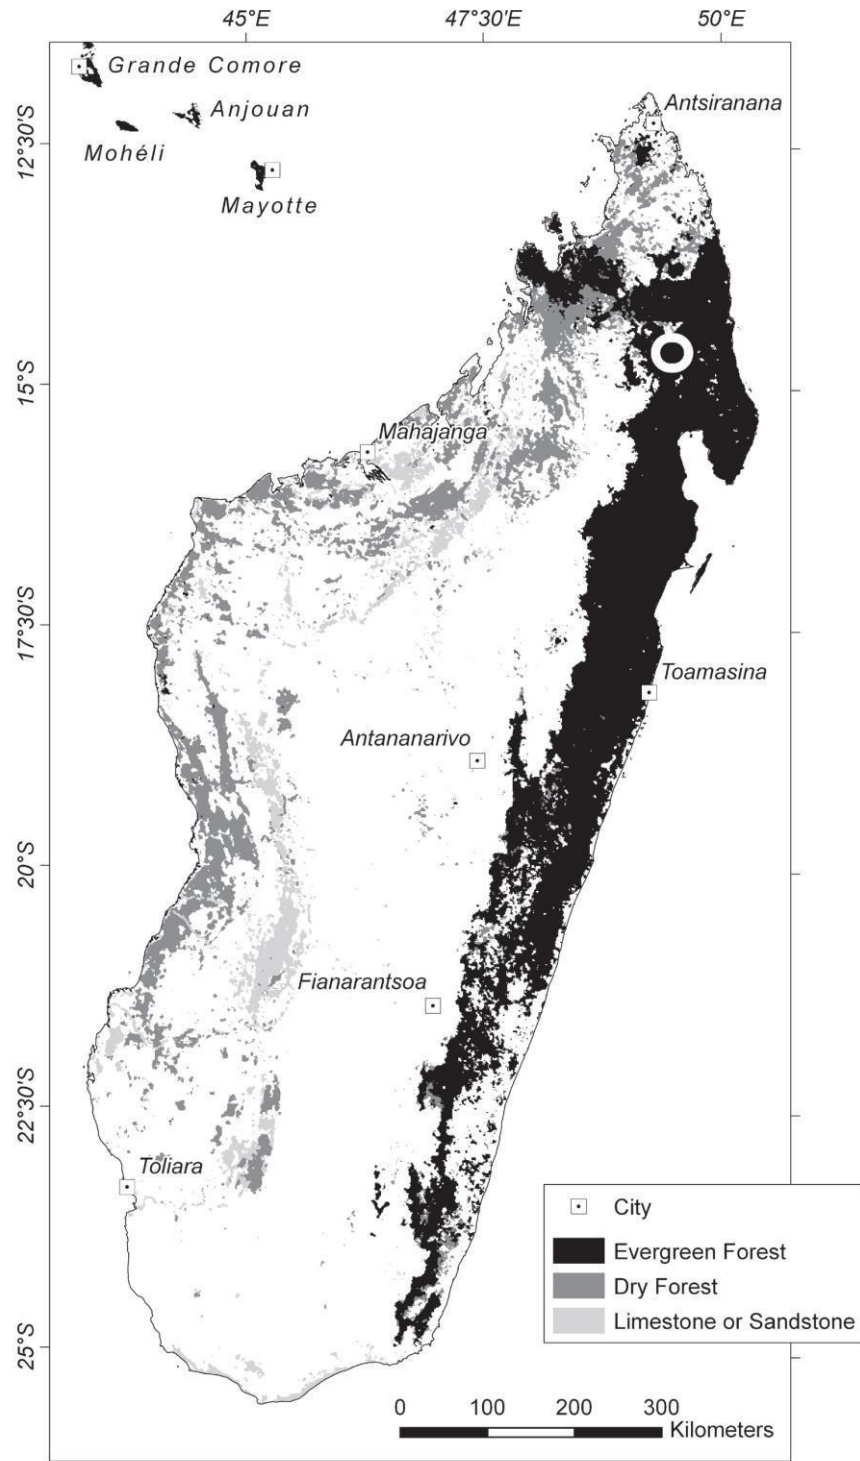 45°E 47°30'E 50°E
Grande Comore
Anjouan
Mohéli
Mayotte
Antsiranana
12°30'S
15°S
Mahajanga
17°30'S
Toamasina
Antananarivo
20°S
Fianarantsoa
22°30'S
Toliara
City
Evergreen Forest
Dry Forest
Limestone or Sandstone
25°S
0 100 200 300
Kilometers